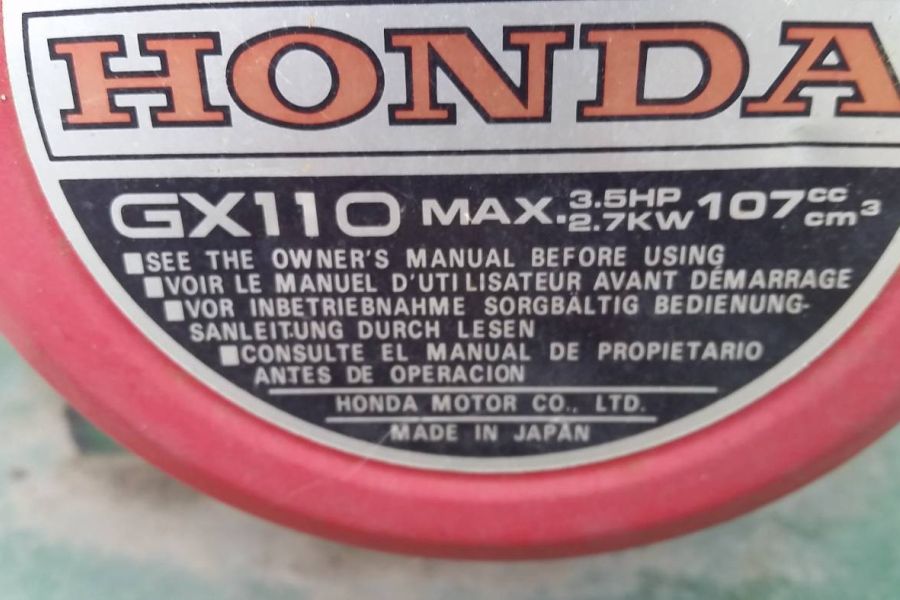 HONDA
GX110 MAX. 3.5HP 107cc
2.7KW cm³
■SEE THE OWNER'S MANUAL BEFORE USING
■VOIR LE MANUEL D'UTILISATEUR AVANT DÉMARRAGE
■VOR INBETRIEBNAHME SORGBÄLTIG BEDIENUNG-
SANLEITUNG DURCH LESEN
■CONSULTE EL MANUAL DE PROPIETARIO
ANTES DE OPERACION
HONDA MOTOR CO., LTD.
MADE IN JAPAN